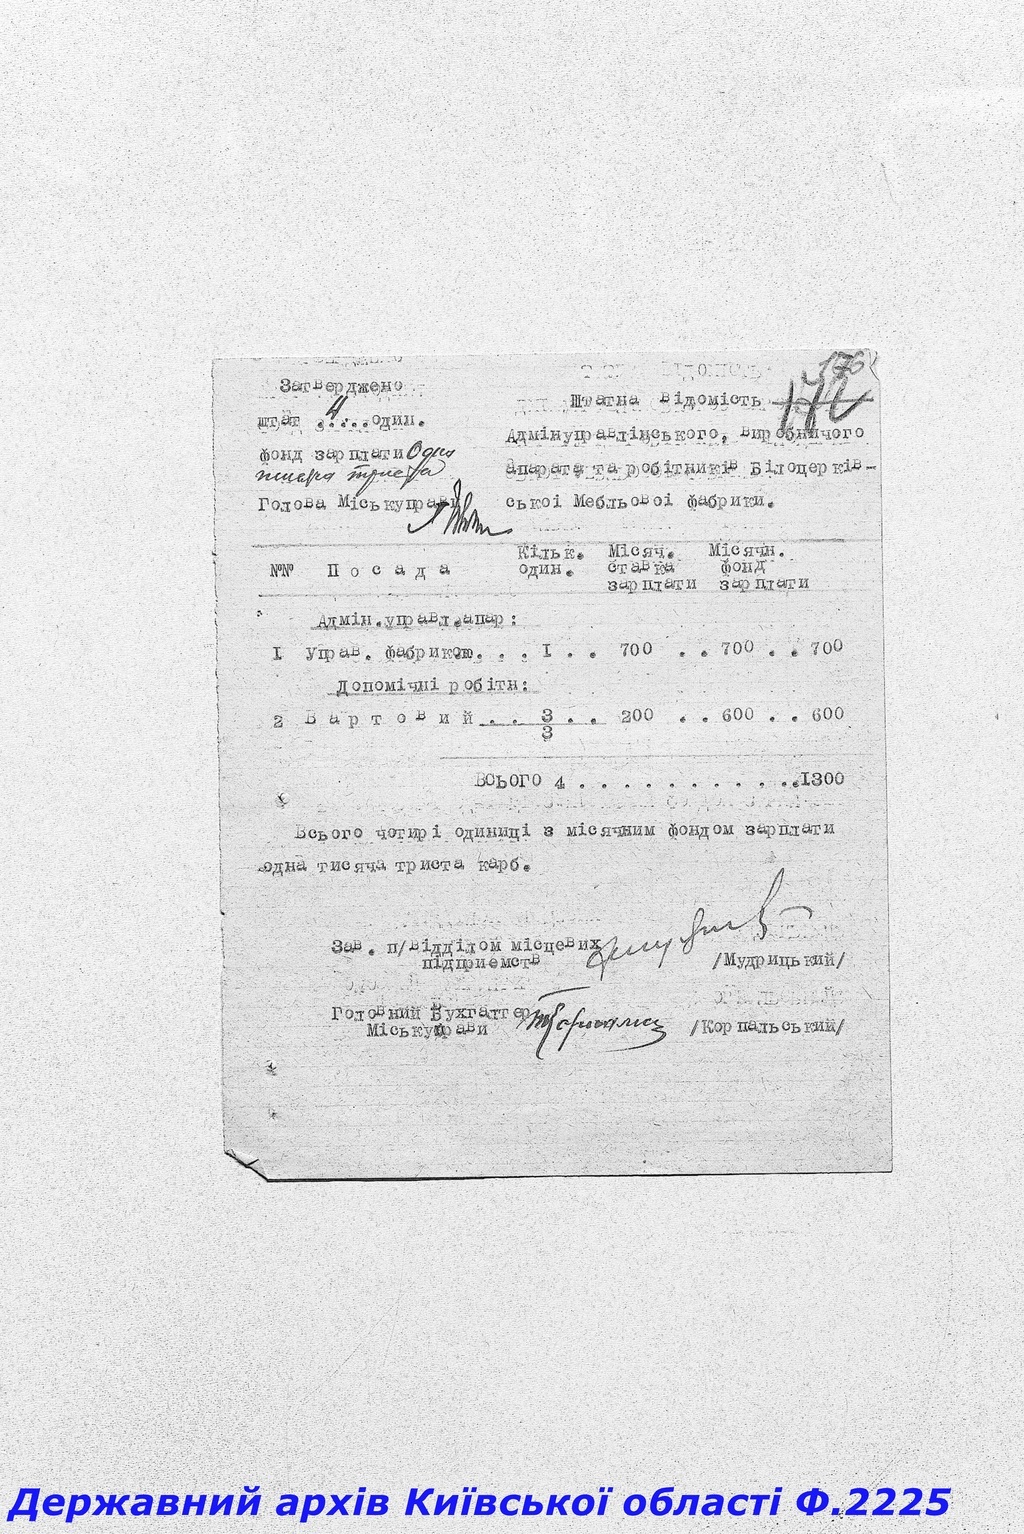 176
172
Затверджено
штат .4...один.
фонд зарплати Одна
тисяча триста
Голова Міськуправи
Штатна відомість
Адмінуправлінського, виробничого
апарата та робітників Білоцерків-
ської Мебльової фабрики.
№№ Посада Кільк. один. Місяч. ставка зарплати Місячн. фонд зарплати
Адмін.управл.апар:
1 Управ. фабрикою. . . 1 . . 700 . . 700 . . 700
Допомічні робітн:
2 Вартовий . . 3 . . 200 . . 600 . . 600
3
Всього 4 . . . . . . . . . . . .1300
Всього чотирі одиниці з місячним фондом зарплати
одна тисяча триста карб.
Зав. п/відділом місцевих
підприємств /Мудрицький/
Головний Бухгалтер
Міськуправи /Корпальський/
Державний архів Київської області Ф.2225